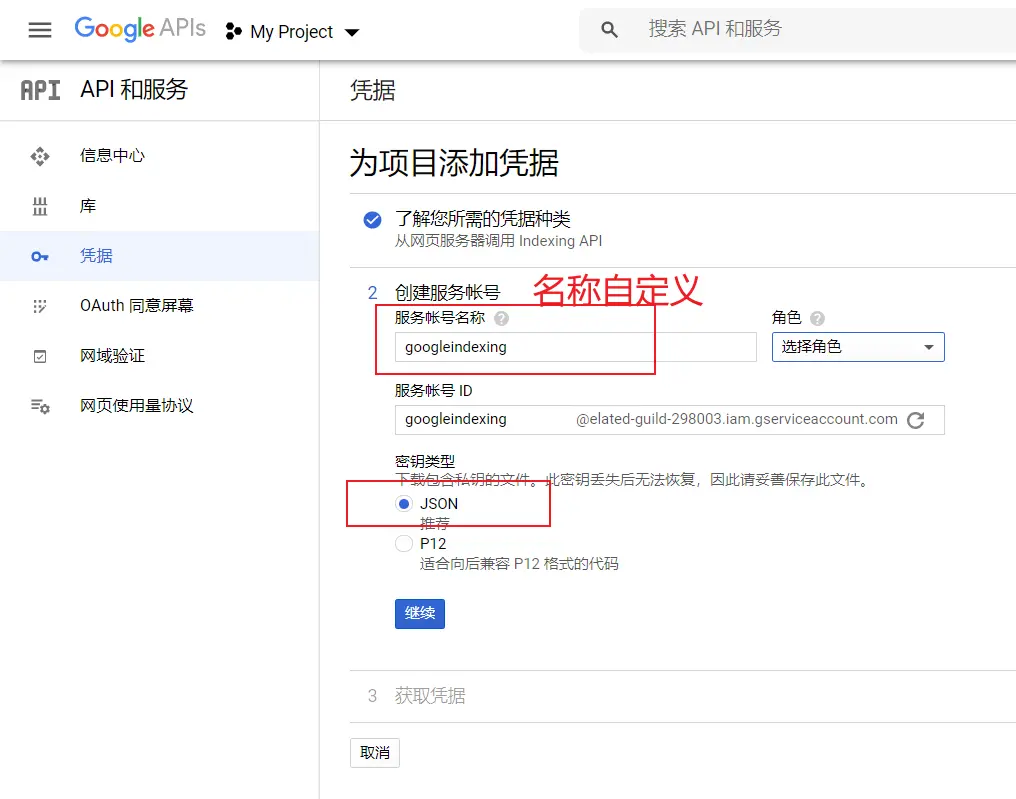 Google APIs
My Project
搜索 API 和服务
API
API 和服务
凭据
信息中心
库
凭据
OAuth 同意屏幕
网域验证
网页使用量协议
为项目添加凭据
了解您所需的凭据种类
从网页服务器调用 Indexing API
2 创建服务帐号
名称自定义
服务帐号名称 ?
角色 ?
googleindexing
选择角色
服务帐号 ID
googleindexing @elated-guild-298003.iam.gserviceaccount.com
密钥类型
下载包含私钥的文件。此密钥丢失后无法恢复，因此请妥善保存此文件。
JSON
推荐
P12
适合向后兼容 P12 格式的代码
继续
3 获取凭据
取消